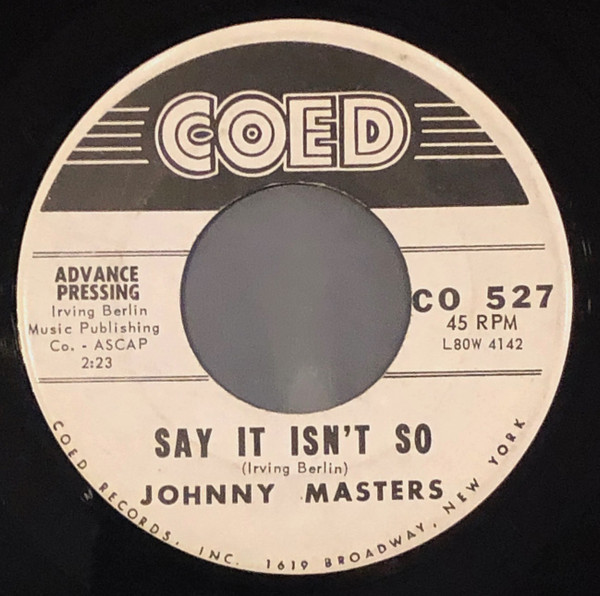 COED
ADVANCE
PRESSING
Irving Berlin
Music Publishing
Co. - ASCAP
2:23
CO 527
45 RPM
L80W 4142
SAY IT ISN'T SO
(Irving Berlin)
JOHNNY MASTERS
COED RECORDS, INC. 1619 BROADWAY, NEW YORK